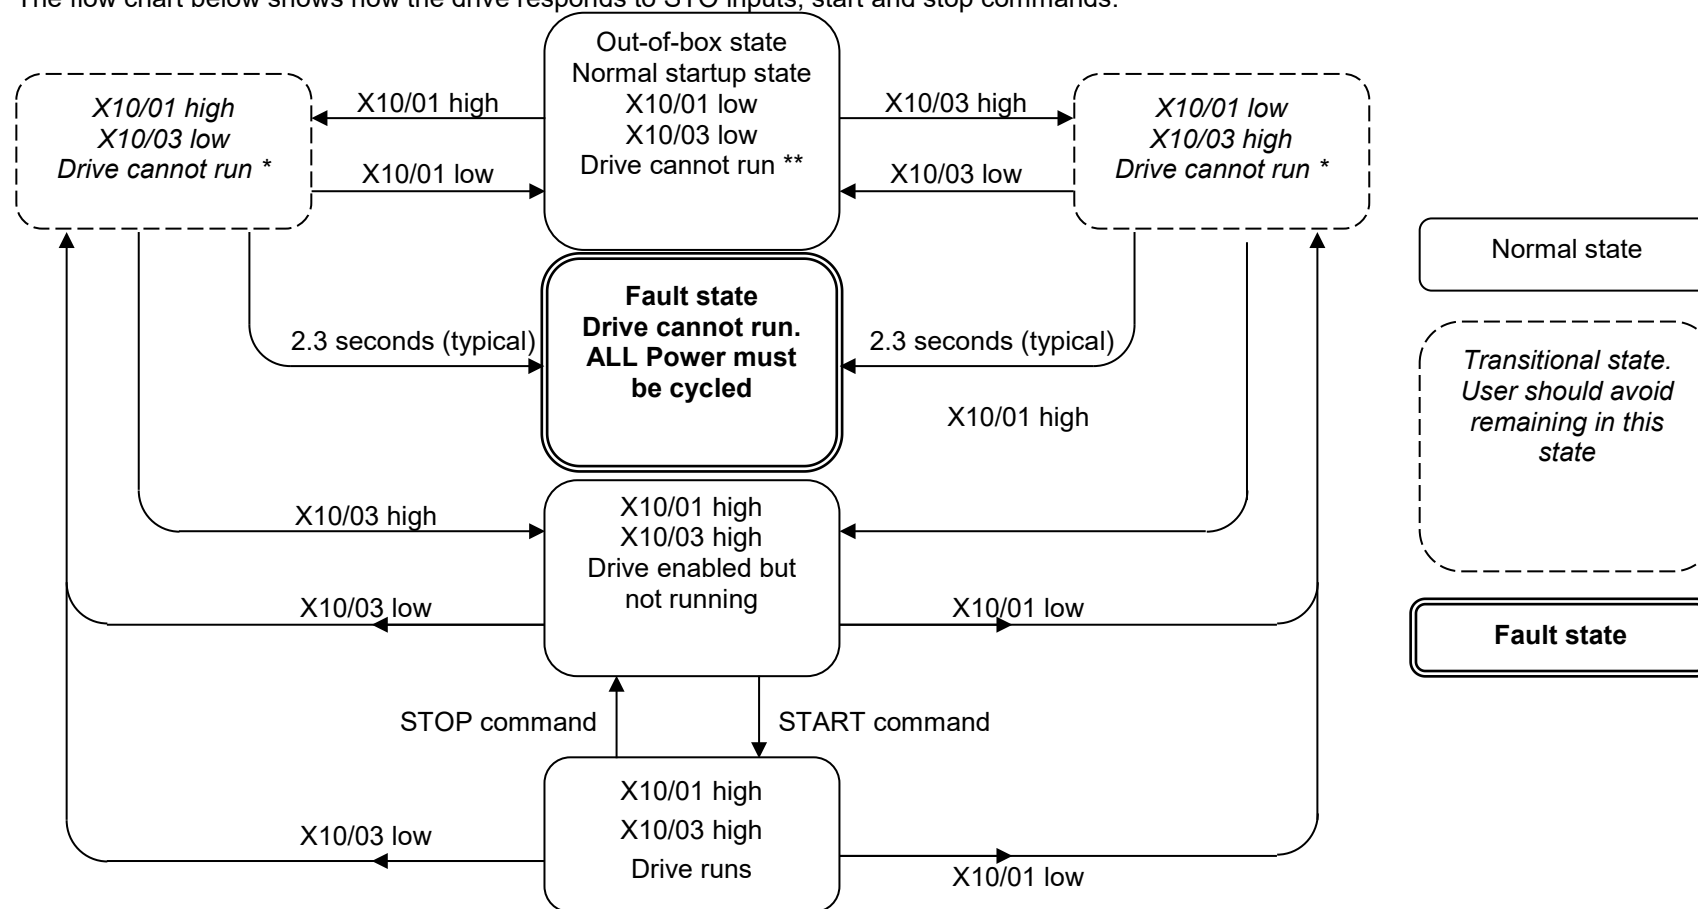 The flow chart below shows how the drive responds to STO inputs, start and stop commands.
Out-of-box state
Normal startup state
X10/01 low
X10/03 low
Drive cannot run **
X10/01 high
X10/03 low
Drive cannot run *
X10/01 high
X10/01 low
X10/03 high
X10/03 low
X10/01 low
X10/03 high
Drive cannot run *
Normal state
Fault state
Drive cannot run.
ALL Power must
be cycled
2.3 seconds (typical)
2.3 seconds (typical)
X10/01 high
Transitional state.
User should avoid
remaining in this
state
X10/03 high
X10/01 high
X10/03 high
Drive enabled but
not running
X10/03 low
X10/01 low
Fault state
STOP command
START command
X10/01 high
X10/03 high
Drive runs
X10/03 low
X10/01 low